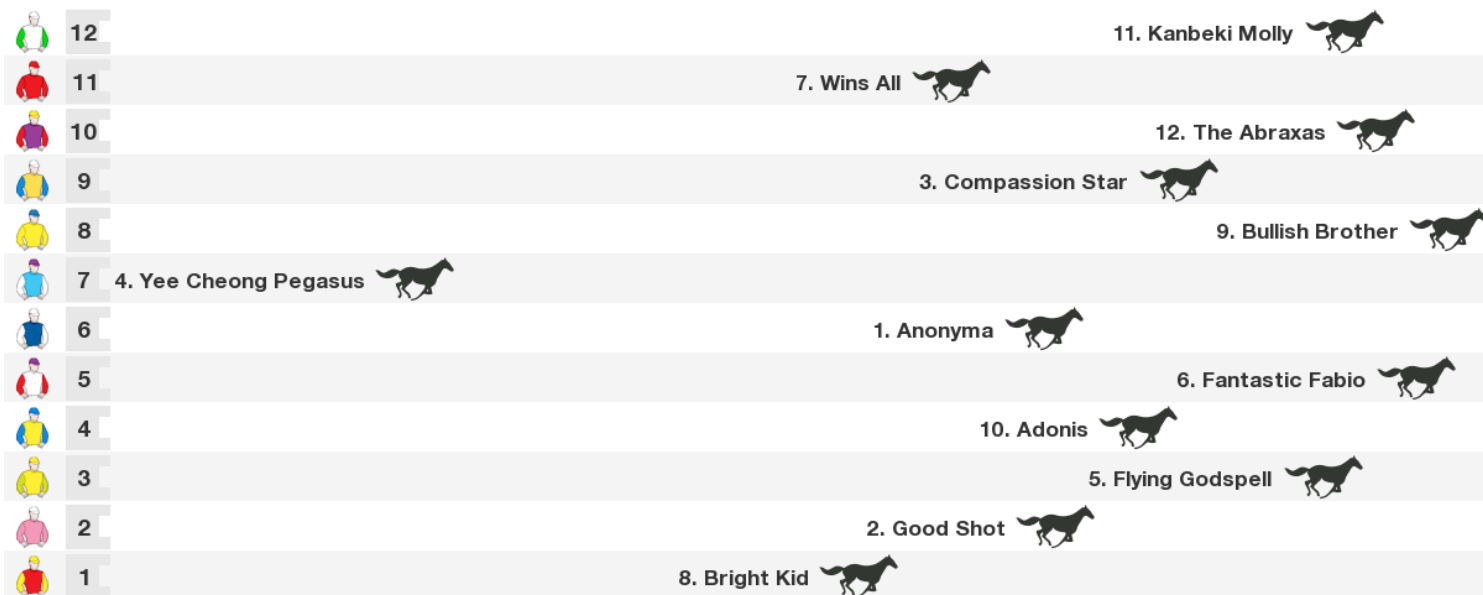 12 11. Kanbeki Molly
11 7. Wins All
10 12. The Abraxas
9 3. Compassion Star
8 9. Bullish Brother
7 4. Yee Cheong Pegasus
6 1. Anonyma
5 6. Fantastic Fabio
4 10. Adonis
3 5. Flying Godspell
2 2. Good Shot
1 8. Bright Kid